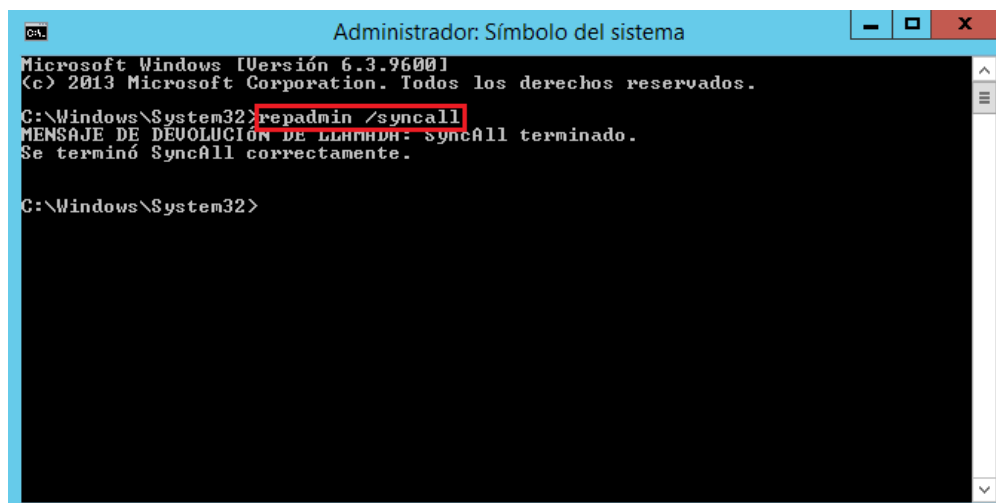 Administrador: Símbolo del sistema
Microsoft Windows [Versión 6.3.9600]
(c) 2013 Microsoft Corporation. Todos los derechos reservados.
C:\Windows\System32>repadmin /syncall
MENSAJE DE DEVOLUCIóN DE LLAMADA: SyncAll terminado.
Se terminó SyncAll correctamente.
C:\Windows\System32>